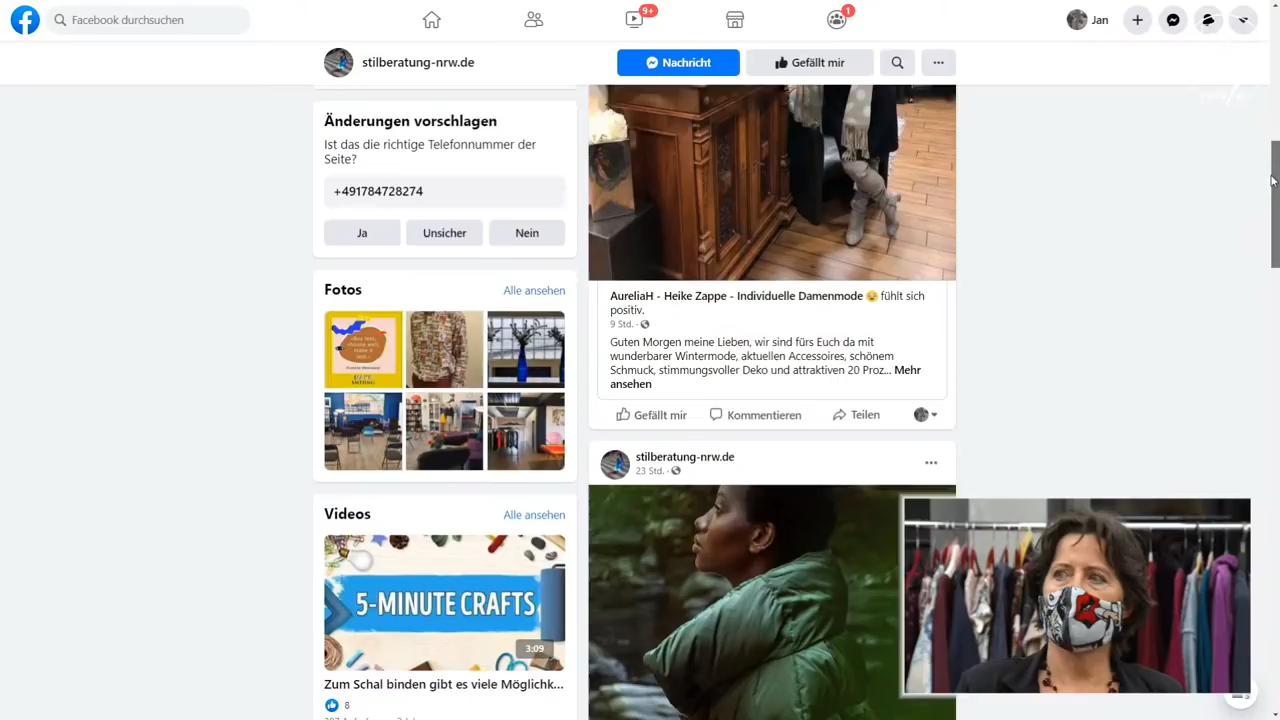 Facebook durchsuchen
9+
1
Jan
stilberatung-nrw.de
Nachricht
Gefällt mir
Änderungen vorschlagen
Ist das die richtige Telefonnummer der
Seite?
+491784728274
Ja
Unsicher
Nein
Fotos
Alle ansehen
Videos
Alle ansehen
5-MINUTE CRAFTS
3:09
Zum Schal binden gibt es viele Möglichk...
8
AureliaH - Heike Zappe - Individuelle Damenmode 😌 fühlt sich
positiv.
9 Std.
Guten Morgen meine Lieben, wir sind fürs Euch da mit
wunderbarer Wintermode, aktuellen Accessoires, schönem
Schmuck, stimmungsvoller Deko und attraktiven 20 Proz... Mehr
ansehen
Gefällt mir
Kommentieren
Teilen
stilberatung-nrw.de
23 Std.